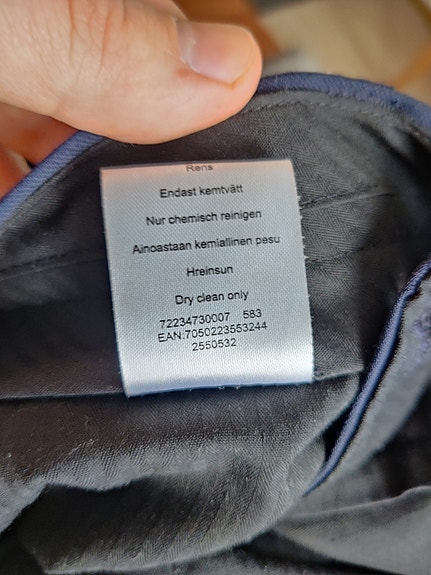 Rens
Endast kemtvätt
Nur chemisch reinigen
Ainoastaan kemiallinen pesu
Hreinsun
Dry clean only
72234730007 583
EAN:7050223553244
2550532